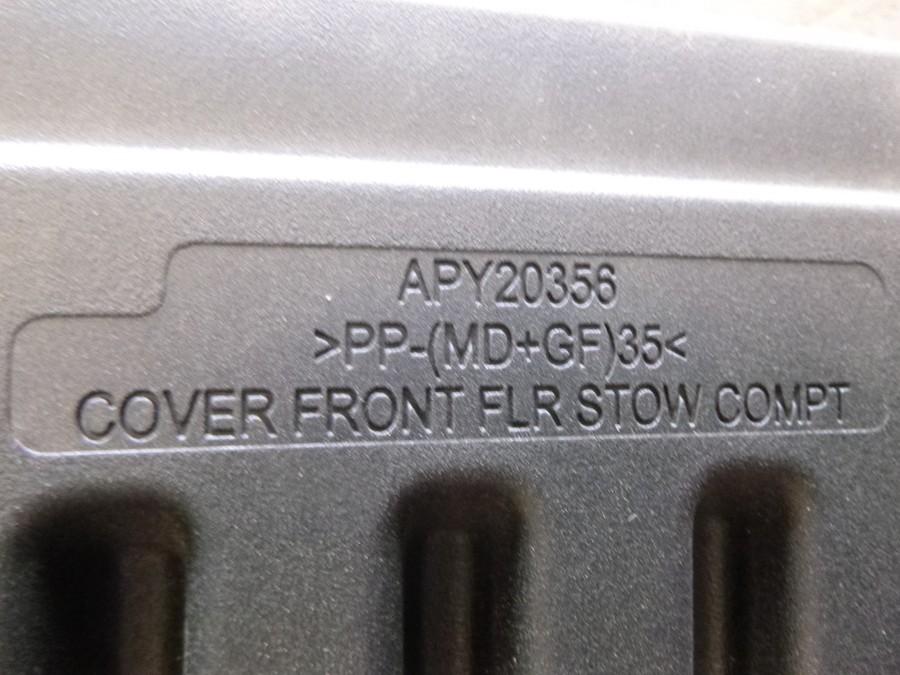 APY20356
>PP-(MD+GF)35<
COVER FRONT FLR STOW COMPT